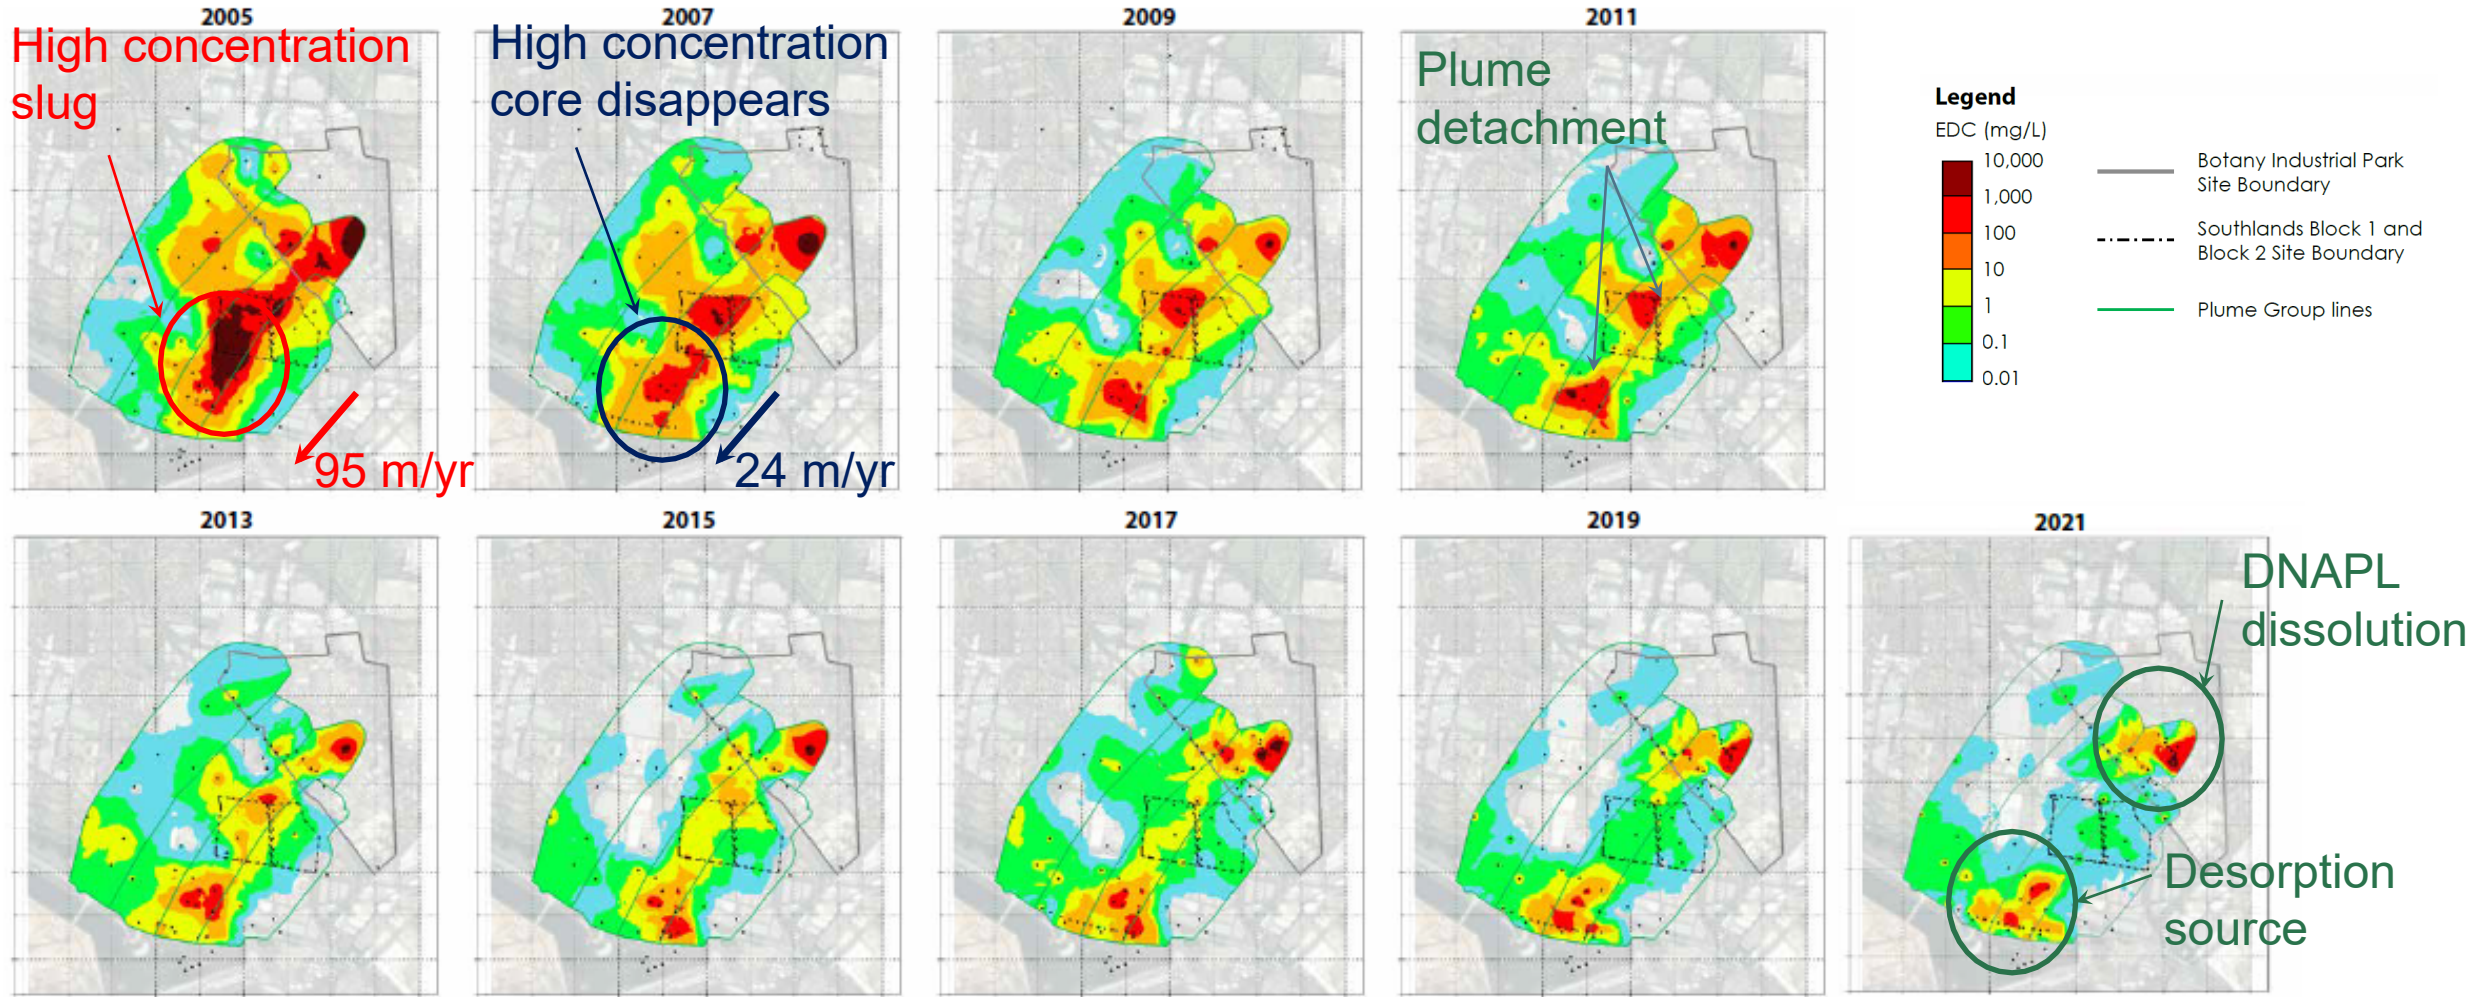 2005
2007
2009
2011
High concentration
slug
High concentration
core disappears
Plume
detachment
95 m/yr
24 m/yr
Legend
EDC (mg/L)
10,000
1,000
100
10
1
0.1
0.01
Botany Industrial Park
Site Boundary
Southlands Block 1 and
Block 2 Site Boundary
Plume Group lines
2013
2015
2017
2019
2021
DNAPL
dissolution
Desorption
source